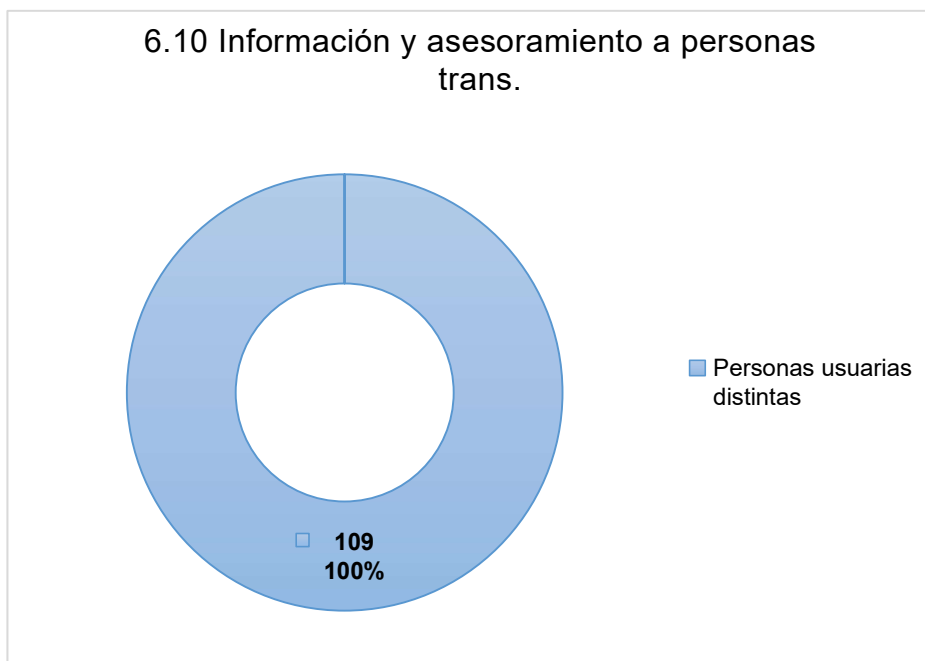 6.10 Información y asesoramiento a personas
trans.
Personas usuarias
distintas
109
100%